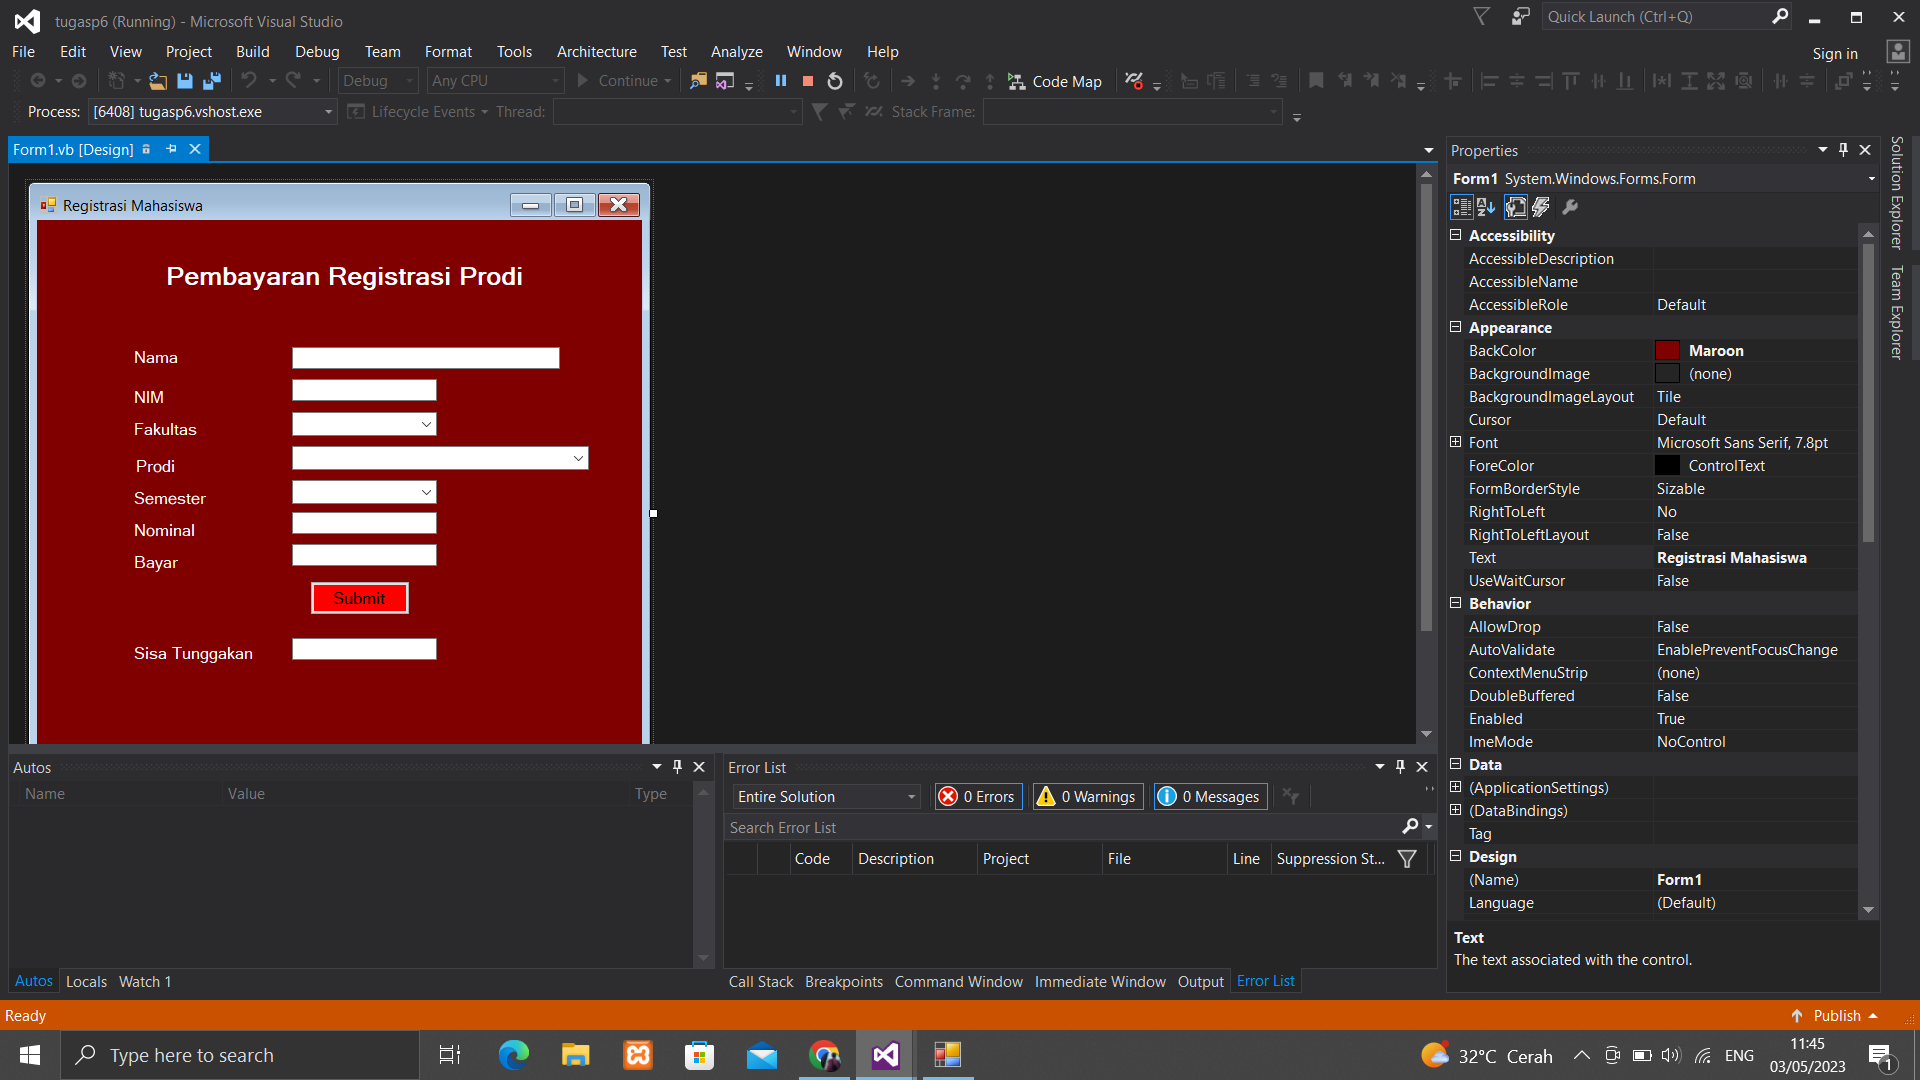 tugasp6 (Running) - Microsoft Visual Studio
Quick Launch (Ctrl+Q)
File Edit View Project Build Debug Team Format Tools Architecture Test Analyze Window Help
Sign in
Debug Any CPU Continue Code Map
Process: [6408] tugasp6.vshost.exe Lifecycle Events Thread: Stack Frame:
Form1.vb [Design]
Registrasi Mahasiswa
Pembayaran Registrasi Prodi
Nama
NIM
Fakultas
Prodi
Semester
Nominal
Bayar
Submit
Sisa Tunggakan
Properties
Form1 System.Windows.Forms.Form
Accessibility
AccessibleDescription
AccessibleName
AccessibleRole Default
Appearance
BackColor Maroon
BackgroundImage (none)
BackgroundImageLayout Tile
Cursor Default
Font Microsoft Sans Serif, 7.8pt
ForeColor ControlText
FormBorderStyle Sizable
RightToLeft No
RightToLeftLayout False
Text Registrasi Mahasiswa
UseWaitCursor False
Behavior
AllowDrop False
AutoValidate EnablePreventFocusChange
ContextMenuStrip (none)
DoubleBuffered False
Enabled True
ImeMode NoControl
Data
(ApplicationSettings)
(DataBindings)
Tag
Design
(Name) Form1
Language (Default)
Text
The text associated with the control.
Solution Explorer
Team Explorer
Autos
Name Value Type
Autos Locals Watch 1
Error List
Entire Solution 0 Errors 0 Warnings 0 Messages
Search Error List
Code Description Project File Line Suppression St...
Call Stack Breakpoints Command Window Immediate Window Output Error List
Ready
Publish
Type here to search
32°C Cerah
ENG
11:45
03/05/2023
1